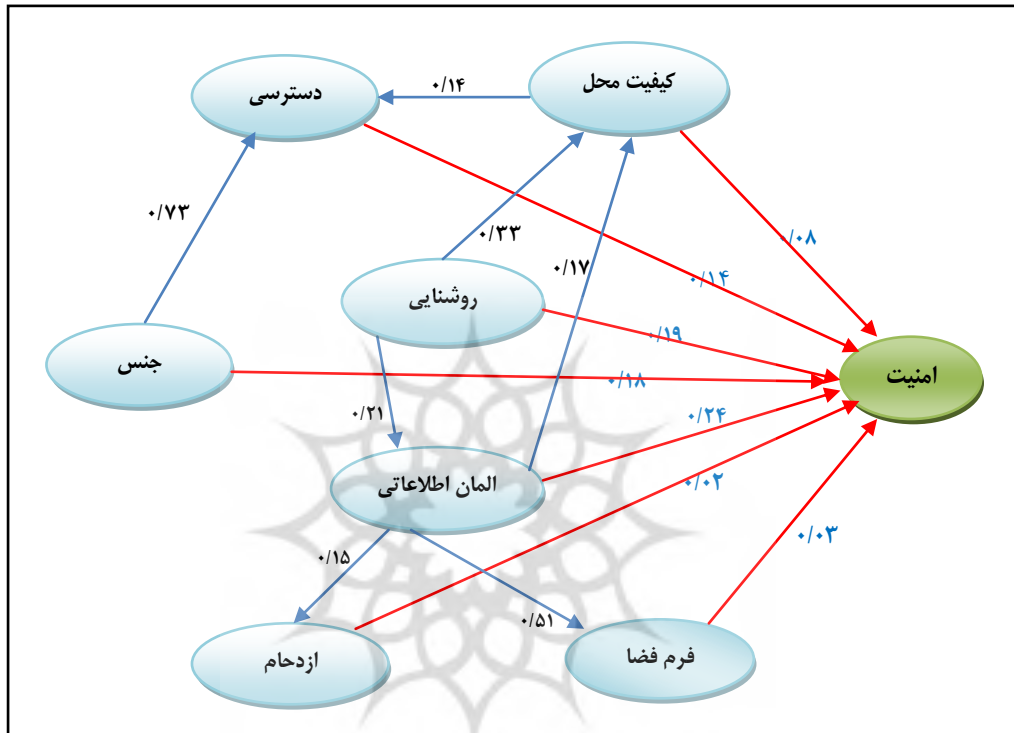 دسترسی
کیفیت محل
۰/۱۴
۰/۷۳
۰/۳۳
۰/۱۷
۰/۰۸
۰/۱۴
روشنایی
۰/۱۹
جنس
۰/۱۸
امنیت
۰/۲۱
۰/۲۴
المان اطلاعاتی
۰/۰۲
۰/۰۳
۰/۱۵
۰/۵۱
ازدحام
فرم فضا